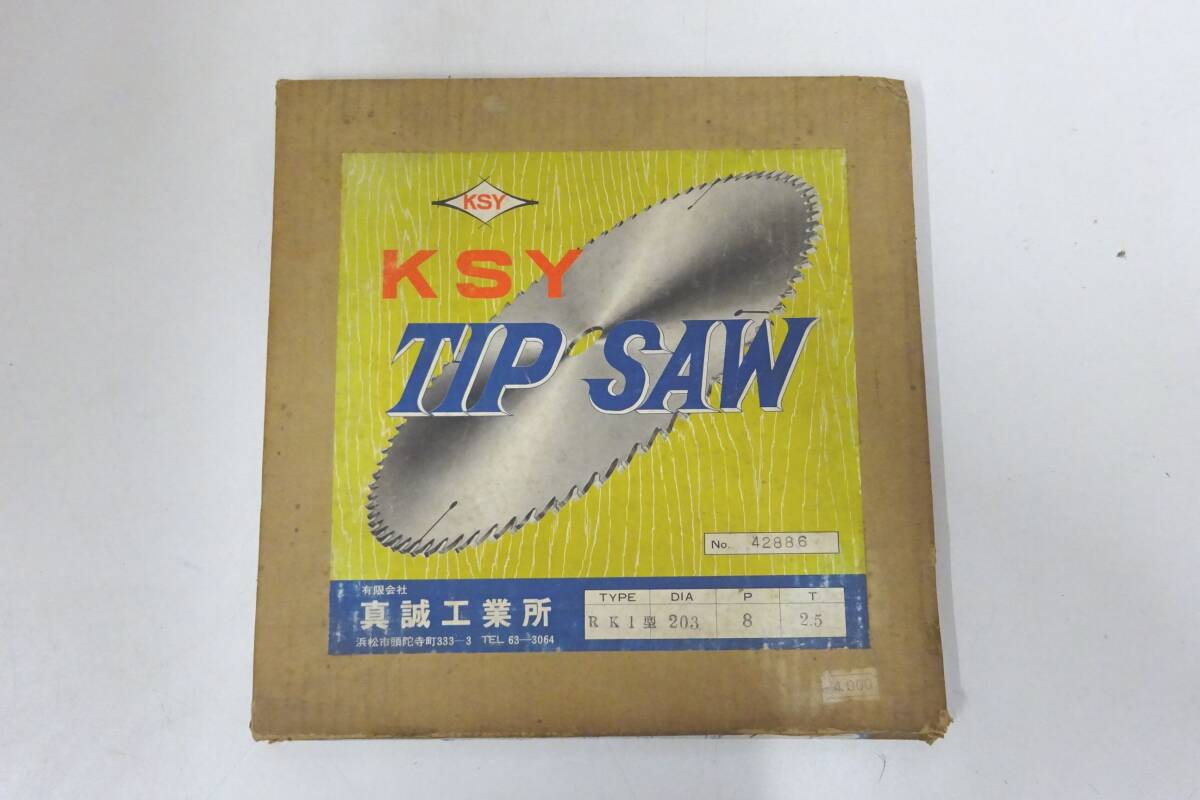 KSY
KSY
TIP SAW
No. 42886
有限会社
真誠工業所
浜松市頭陀寺町333-3 TEL 63-3064
TYPE DIA P T
RK1型 203 8 2.5
4,000